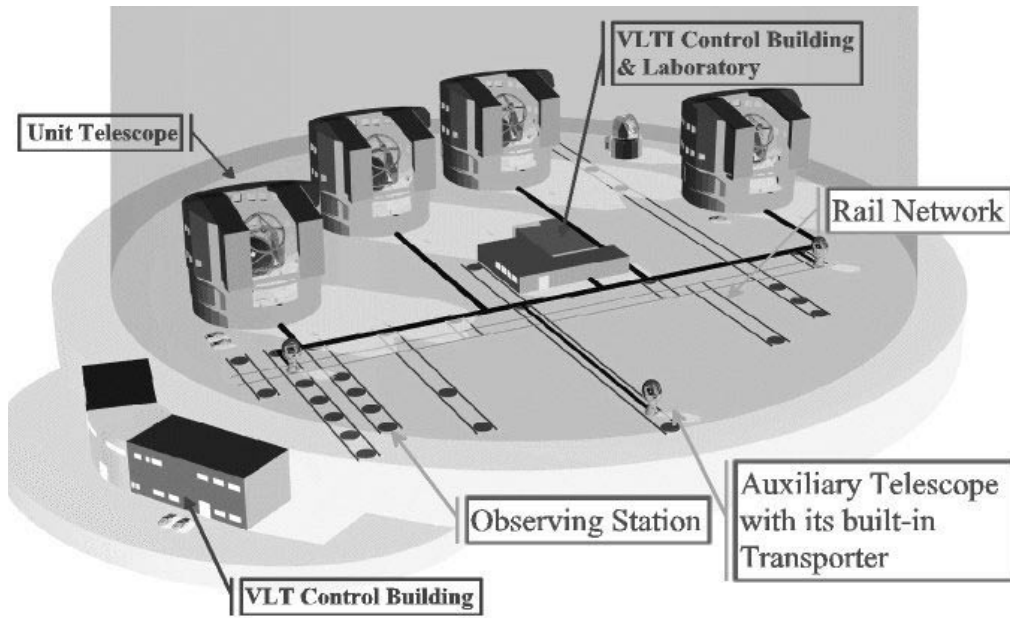 VLTI Control Building
& Laboratory
Unit Telescope
Rail Network
Observing Station
Auxiliary Telescope
with its built-in
Transporter
VLT Control Building